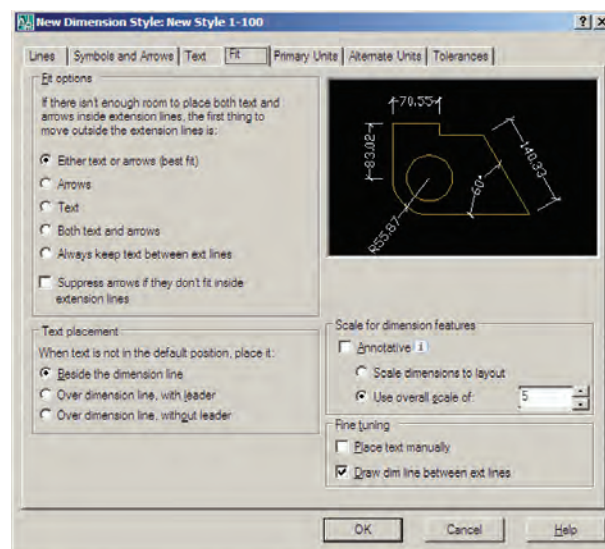 New Dimension Style: New Style 1-100
Lines Symbols and Arrows Text Fit Primary Units Alternate Units Tolerances
Fit options
If there isn't enough room to place both text and
arrows inside extension lines, the first thing to
move outside the extension lines is:
Either text or arrows (best fit)
Arrows
Text
Both text and arrows
Always keep text between ext lines
Suppress arrows if they don't fit inside
extension lines
70.55
83.02
140.33
60°
R55.87
Text placement
When text is not in the default position, place it:
Beside the dimension line
Over dimension line, with leader
Over dimension line, without leader
Scale for dimension features
Annotative i
Scale dimensions to layout
Use overall scale of: 5
Fine tuning
Place text manually
Draw dim line between ext lines
OK Cancel Help